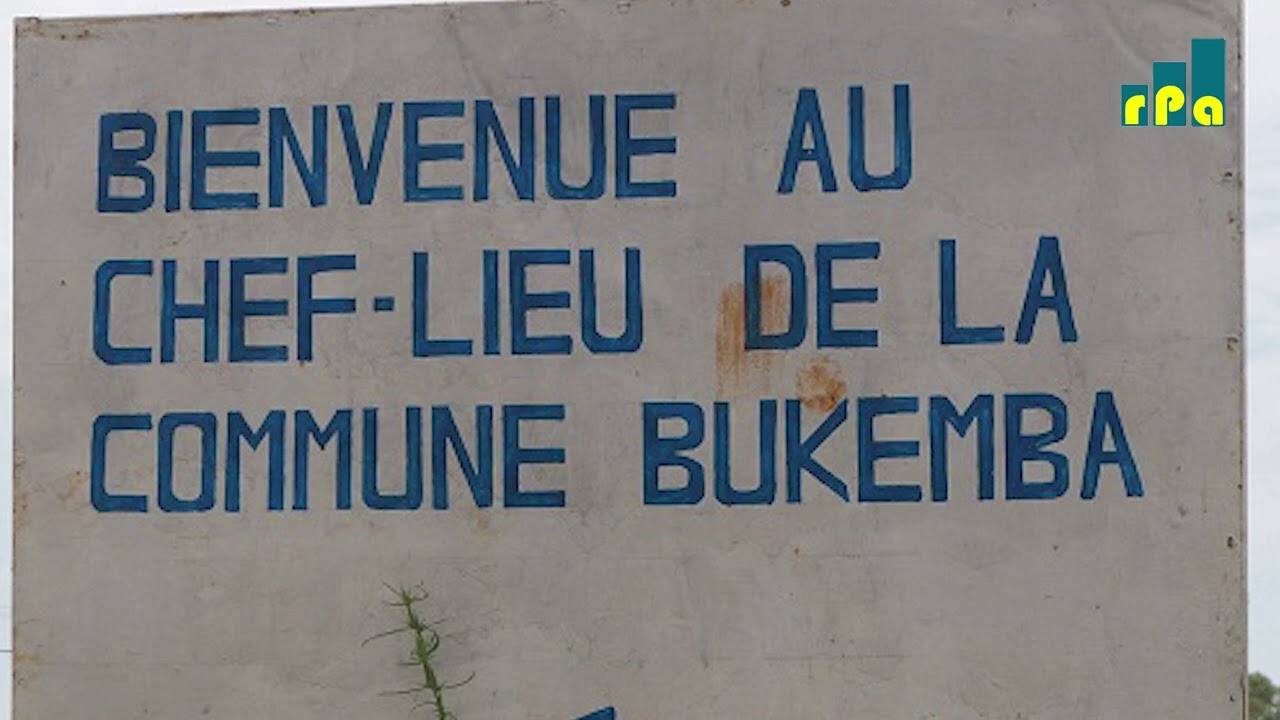 rPa
BIENVENUE AU
CHEF-LIEU DE LA
COMMUNE BUKEMBA